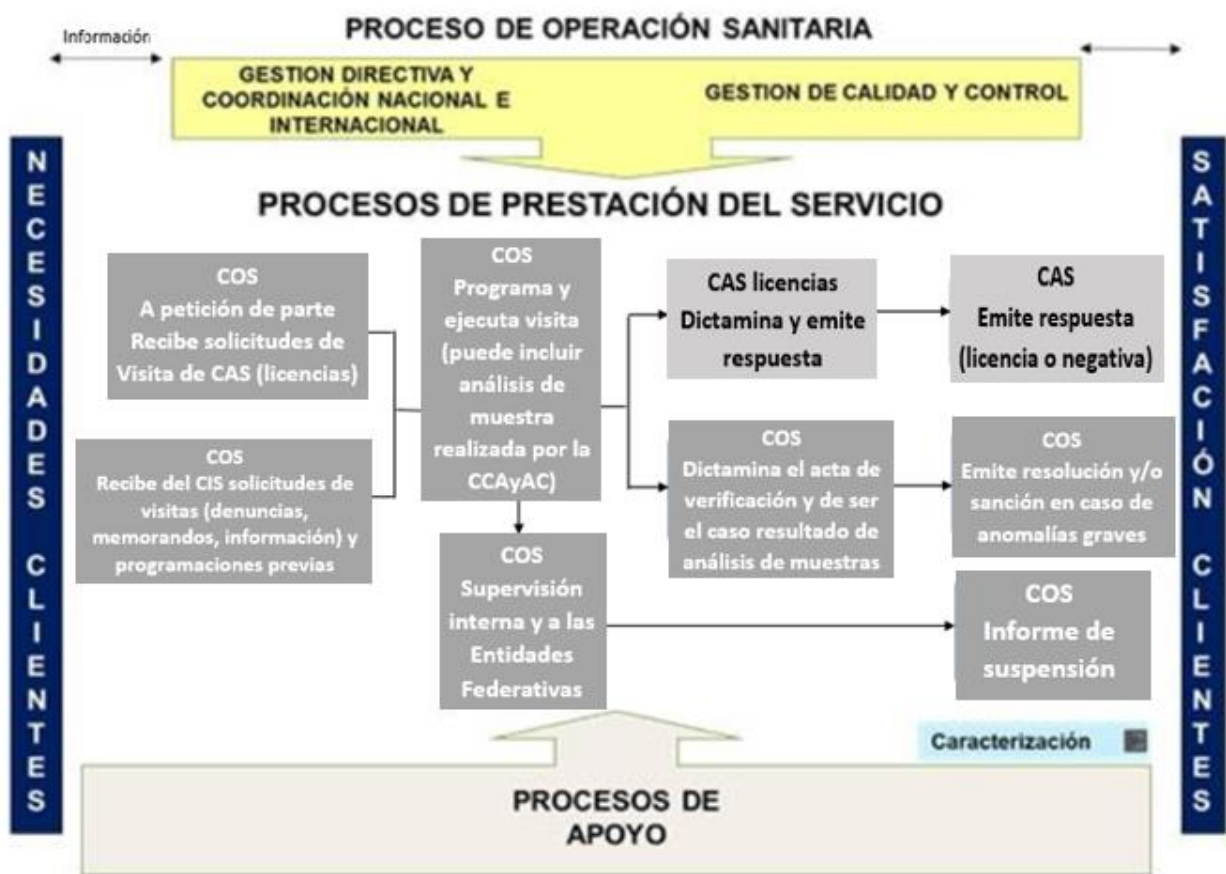 PROCESO DE OPERACIÓN SANITARIA
Información
GESTION DIRECTIVA Y
COORDINACIÓN NACIONAL E
INTERNACIONAL
GESTION DE CALIDAD Y CONTROL
NECESIDADES CLIENTES
PROCESOS DE PRESTACIÓN DEL SERVICIO
COS
A petición de parte
Recibe solicitudes de
Visita de CAS (licencias)
COS
Recibe del CIS solicitudes de
visitas (denuncias,
memorandos, información) y
programaciones previas
COS
Programa y
ejecuta visita
(puede incluir
análisis de
muestra
realizada por la
CCAyAC)
COS
Supervisión
interna y a las
Entidades
Federativas
CAS licencias
Dictamina y emite
respuesta
CAS
Emite respuesta
(licencia o negativa)
COS
Dictamina el acta de
verificación y de ser
el caso resultado de
análisis de muestras
COS
Emite resolución y/o
sanción en caso de
anomalías graves
COS
Informe de
suspensión
SATISFACIÓN CLIENTES
Caracterización
PROCESOS DE
APOYO